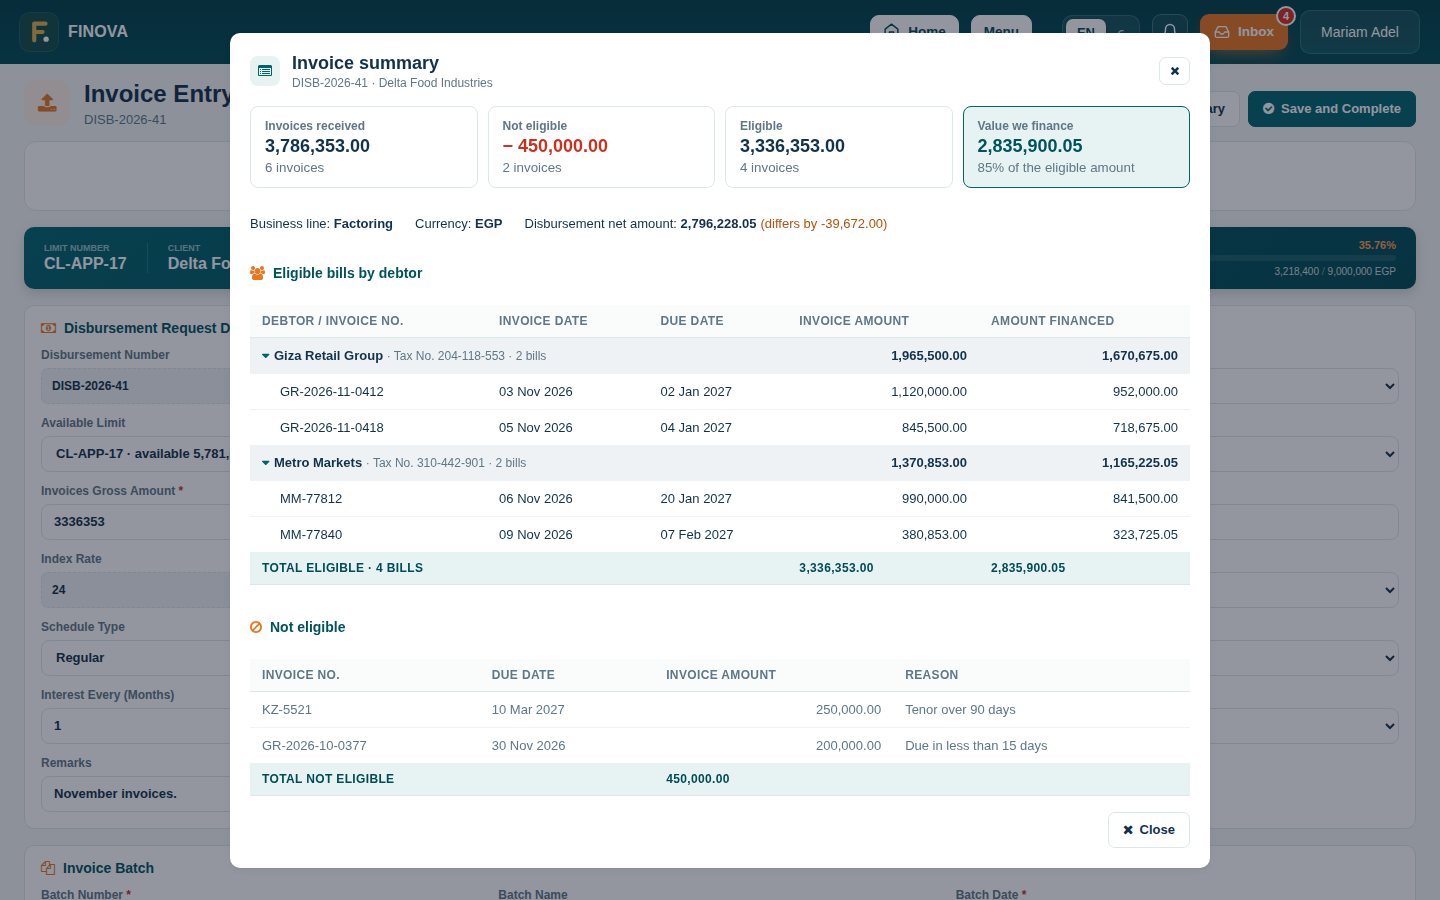 FINOVA
Home
Menu
EN
4
Inbox
Mariam Adel
Invoice Entry
DISB-2026-41
Save and Complete
Invoice summary
DISB-2026-41 · Delta Food Industries
Invoices received
3,786,353.00
6 invoices
Not eligible
− 450,000.00
2 invoices
Eligible
3,336,353.00
4 invoices
Value we finance
2,835,900.05
85% of the eligible amount
Business line: Factoring Currency: EGP Disbursement net amount: 2,796,228.05 (differs by -39,672.00)
LIMIT NUMBER
CL-APP-17
CLIENT
Delta Fo
35.76%
3,218,400 / 9,000,000 EGP
Eligible bills by debtor
DEBTOR / INVOICE NO. INVOICE DATE DUE DATE INVOICE AMOUNT AMOUNT FINANCED
Giza Retail Group · Tax No. 204-118-553 · 2 bills 1,965,500.00 1,670,675.00
GR-2026-11-0412 03 Nov 2026 02 Jan 2027 1,120,000.00 952,000.00
GR-2026-11-0418 05 Nov 2026 04 Jan 2027 845,500.00 718,675.00
Metro Markets · Tax No. 310-442-901 · 2 bills 1,370,853.00 1,165,225.05
MM-77812 06 Nov 2026 20 Jan 2027 990,000.00 841,500.00
MM-77840 09 Nov 2026 07 Feb 2027 380,853.00 323,725.05
TOTAL ELIGIBLE · 4 BILLS 3,336,353.00 2,835,900.05
Not eligible
INVOICE NO. DUE DATE INVOICE AMOUNT REASON
KZ-5521 10 Mar 2027 250,000.00 Tenor over 90 days
GR-2026-10-0377 30 Nov 2026 200,000.00 Due in less than 15 days
TOTAL NOT ELIGIBLE 450,000.00
Close
Disbursement Request D
Disbursement Number
DISB-2026-41
Available Limit
CL-APP-17 · available 5,781,
Invoices Gross Amount *
3336353
Index Rate
24
Schedule Type
Regular
Interest Every (Months)
1
Remarks
November invoices.
Invoice Batch
Batch Number * Batch Name Batch Date *